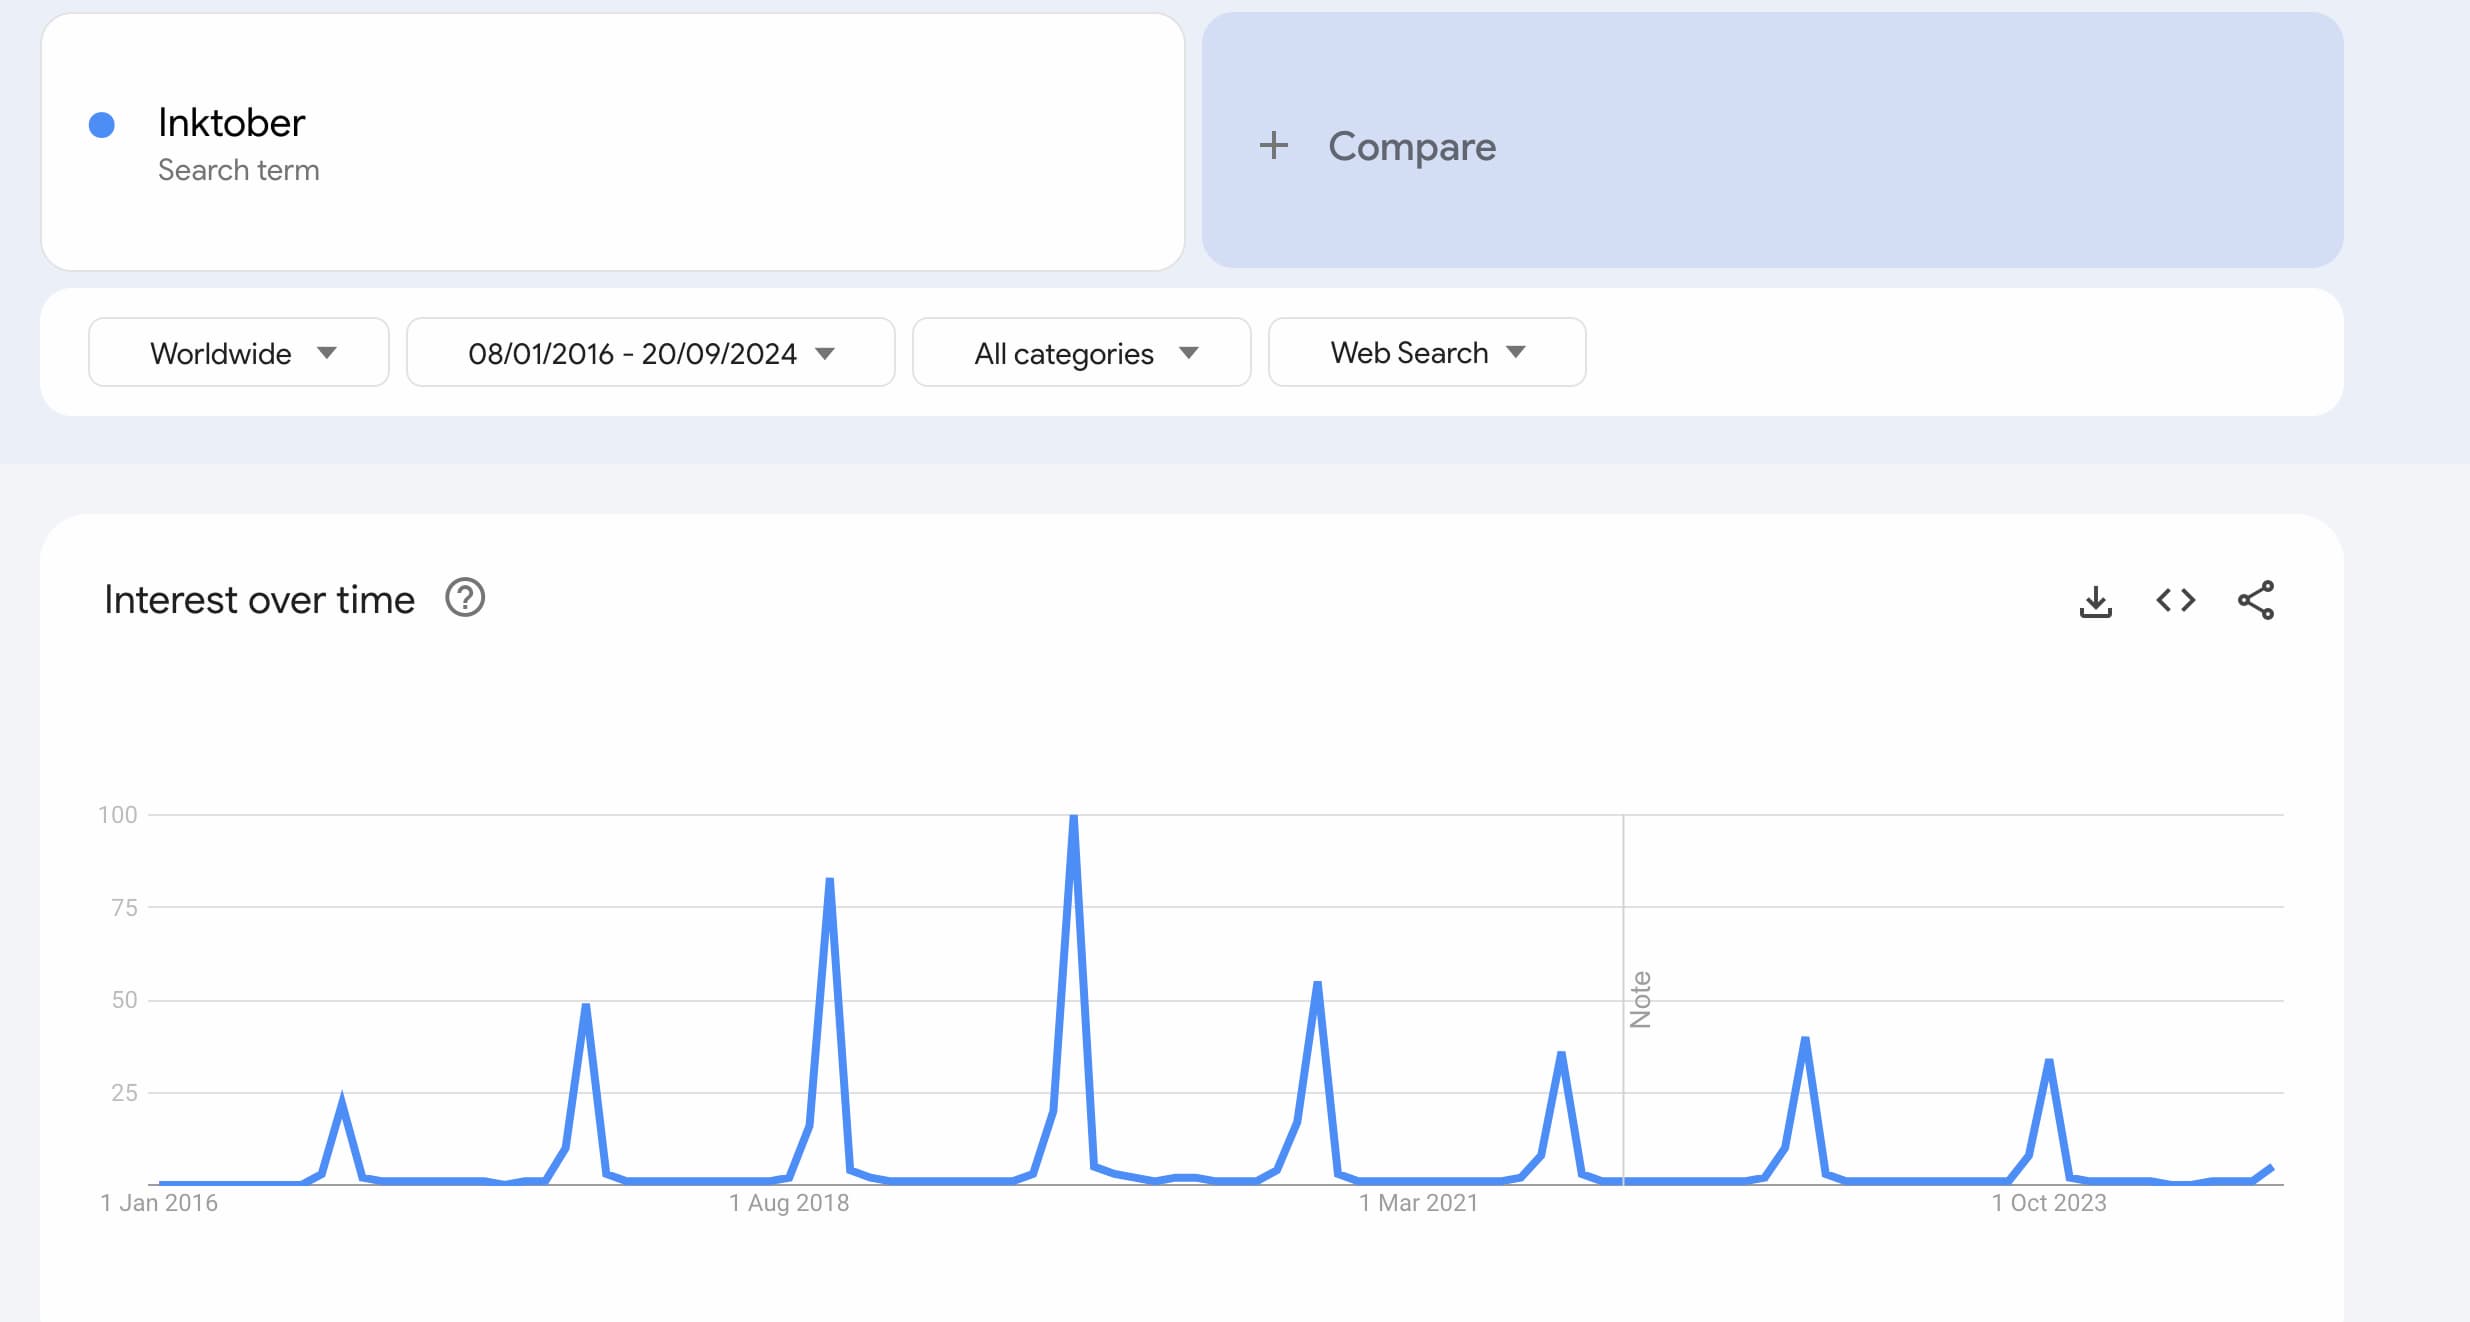 Inktober
Search term
+ Compare
Worldwide
08/01/2016 - 20/09/2024
All categories
Web Search
Interest over time
100
75
50
25
Note
1 Jan 2016
1 Aug 2018
1 Mar 2021
1 Oct 2023